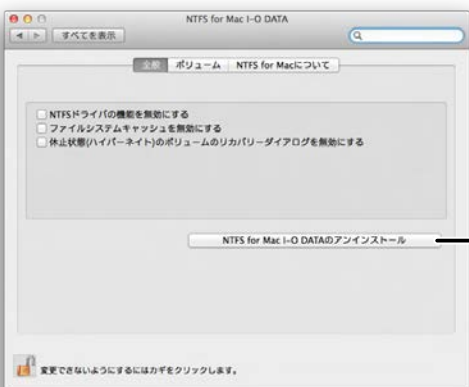 NTFS for Mac I-O DATA
すべてを表示
全般 ボリューム NTFS for Macについて
NTFSドライバの機能を無効にする
ファイルシステムキャッシュを無効にする
休止状態(ハイバーネイト)のボリュームのリカバリーダイアログを無効にする
NTFS for Mac I-O DATAのアンインストール
変更できないようにするにはカギをクリックします。